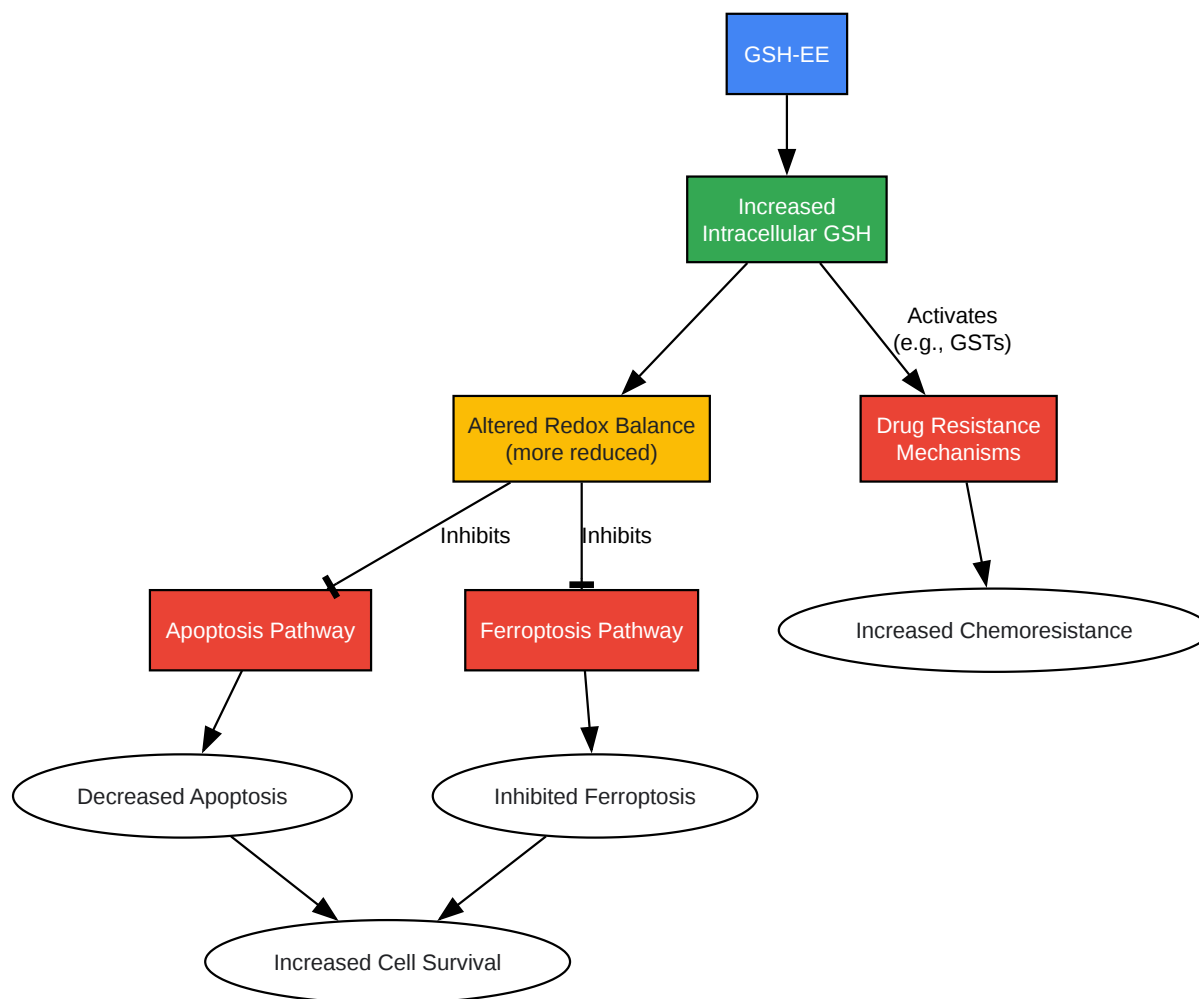 GSH-EE
Increased
Intracellular GSH
Activates
(e.g., GSTs)
Altered Redox Balance
(more reduced)
Drug Resistance
Mechanisms
Inhibits
Inhibits
Apoptosis Pathway
Ferroptosis Pathway
Increased Chemoresistance
Decreased Apoptosis
Inhibited Ferroptosis
Increased Cell Survival